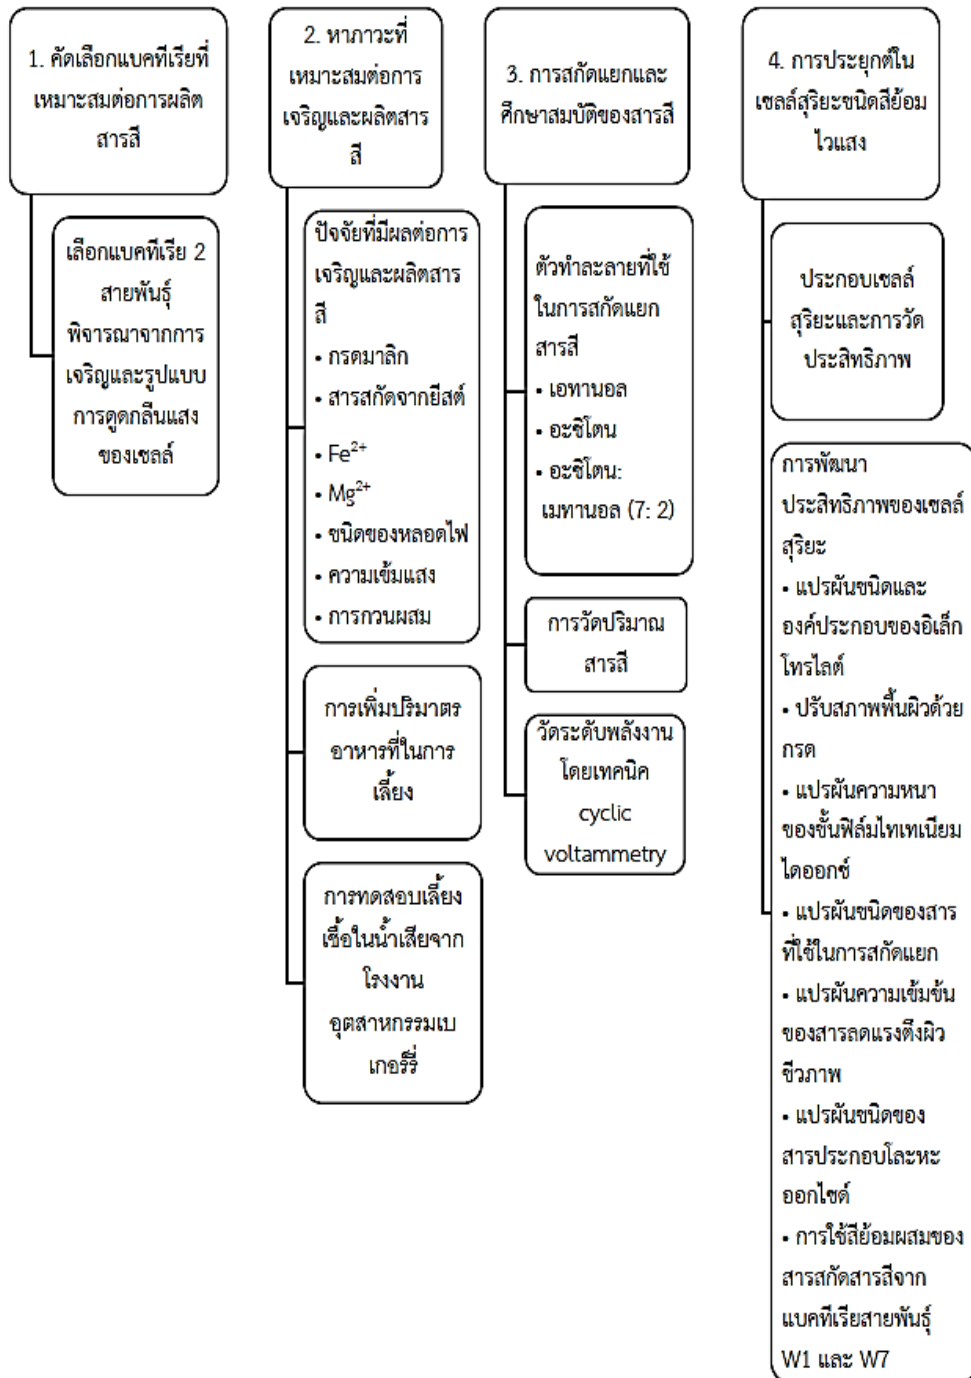 1. คัดเลือกแบคทีเรียที่
เหมาะสมต่อการผลิต
สารสี
เลือกแบคทีเรีย 2
สายพันธุ์
พิจารณาจากการ
เจริญและรูปแบบ
การดูดกลืนแสง
ของเซลล์
2. หาภาวะที่
เหมาะสมต่อการ
เจริญและผลิตสาร
สี
ปัจจัยที่มีผลต่อการ
เจริญและผลิตสาร
สี
• กรดมาลิก
• สารสกัดจากยีสต์
• Fe²⁺
• Mg²⁺
• ชนิดของหลอดไฟ
• ความเข้มแสง
• การกวนผสม
การเพิ่มปริมาตร
อาหารที่ในการ
เลี้ยง
การทดสอบเลี้ยง
เชื้อในน้ำเสียจาก
โรงงาน
อุตสาหกรรมเบ
เกอร์รี่
3. การสกัดแยกและ
ศึกษาสมบัติของสารสี
ตัวทำละลายที่ใช้
ในการสกัดแยก
สารสี
• เอทานอล
• อะซิโตน
• อะซิโตน:
เมทานอล (7: 2)
การวัดปริมาณ
สารสี
วัดระดับพลังงาน
โดยเทคนิค
cyclic
voltammetry
4. การประยุกต์ใน
เซลล์สุริยะชนิดสีย้อม
ไวแสง
ประกอบเซลล์
สุริยะและการวัด
ประสิทธิภาพ
การพัฒนา
ประสิทธิภาพของเซลล์
สุริยะ
• แปรผันชนิดและ
องค์ประกอบของอิเล็ก
โทรไลต์
• ปรับสภาพพื้นผิวด้วย
กรด
• แปรผันความหนา
ของชั้นฟิล์มไทเทเนียม
ไดออกซ์
• แปรผันชนิดของสาร
ที่ใช้ในการสกัดแยก
• แปรผันความเข้มข้น
ของสารลดแรงตึงผิว
ชีวภาพ
• แปรผันชนิดของ
สารประกอบโลหะ
ออกไซด์
• การใช้สีย้อมผสมของ
สารสกัดสารสีจาก
แบคทีเรียสายพันธุ์
W1 และ W7